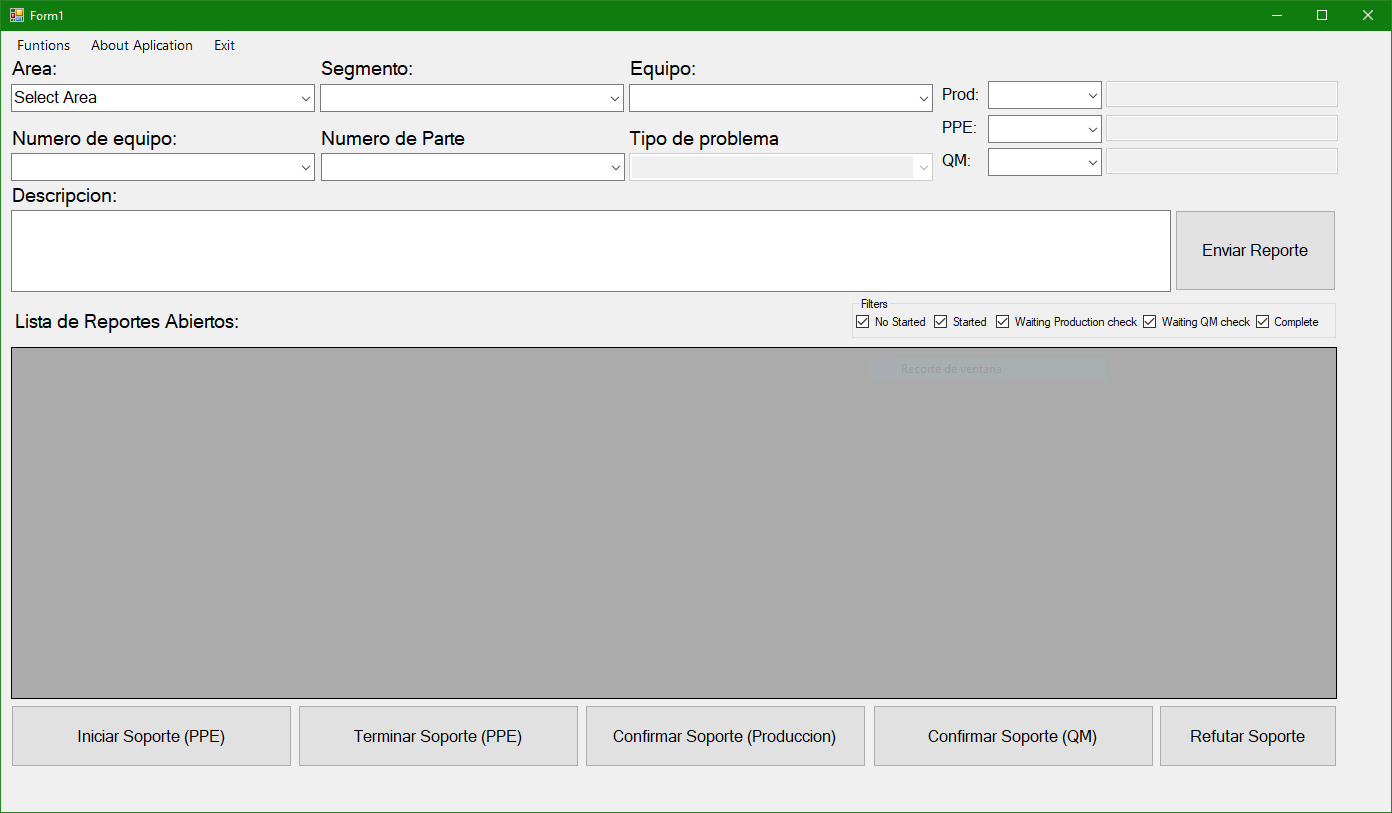 Form1
Funtions About Aplication Exit
Area: Segmento: Equipo:
Select Area
Prod:
PPE:
Numero de equipo: Numero de Parte Tipo de problema
QM:
Descripcion:
Enviar Reporte
Filters
Lista de Reportes Abiertos:
No Started Started Waiting Production check Waiting QM check Complete
Recorte de ventana
Iniciar Soporte (PPE) Terminar Soporte (PPE) Confirmar Soporte (Produccion) Confirmar Soporte (QM) Refutar Soporte